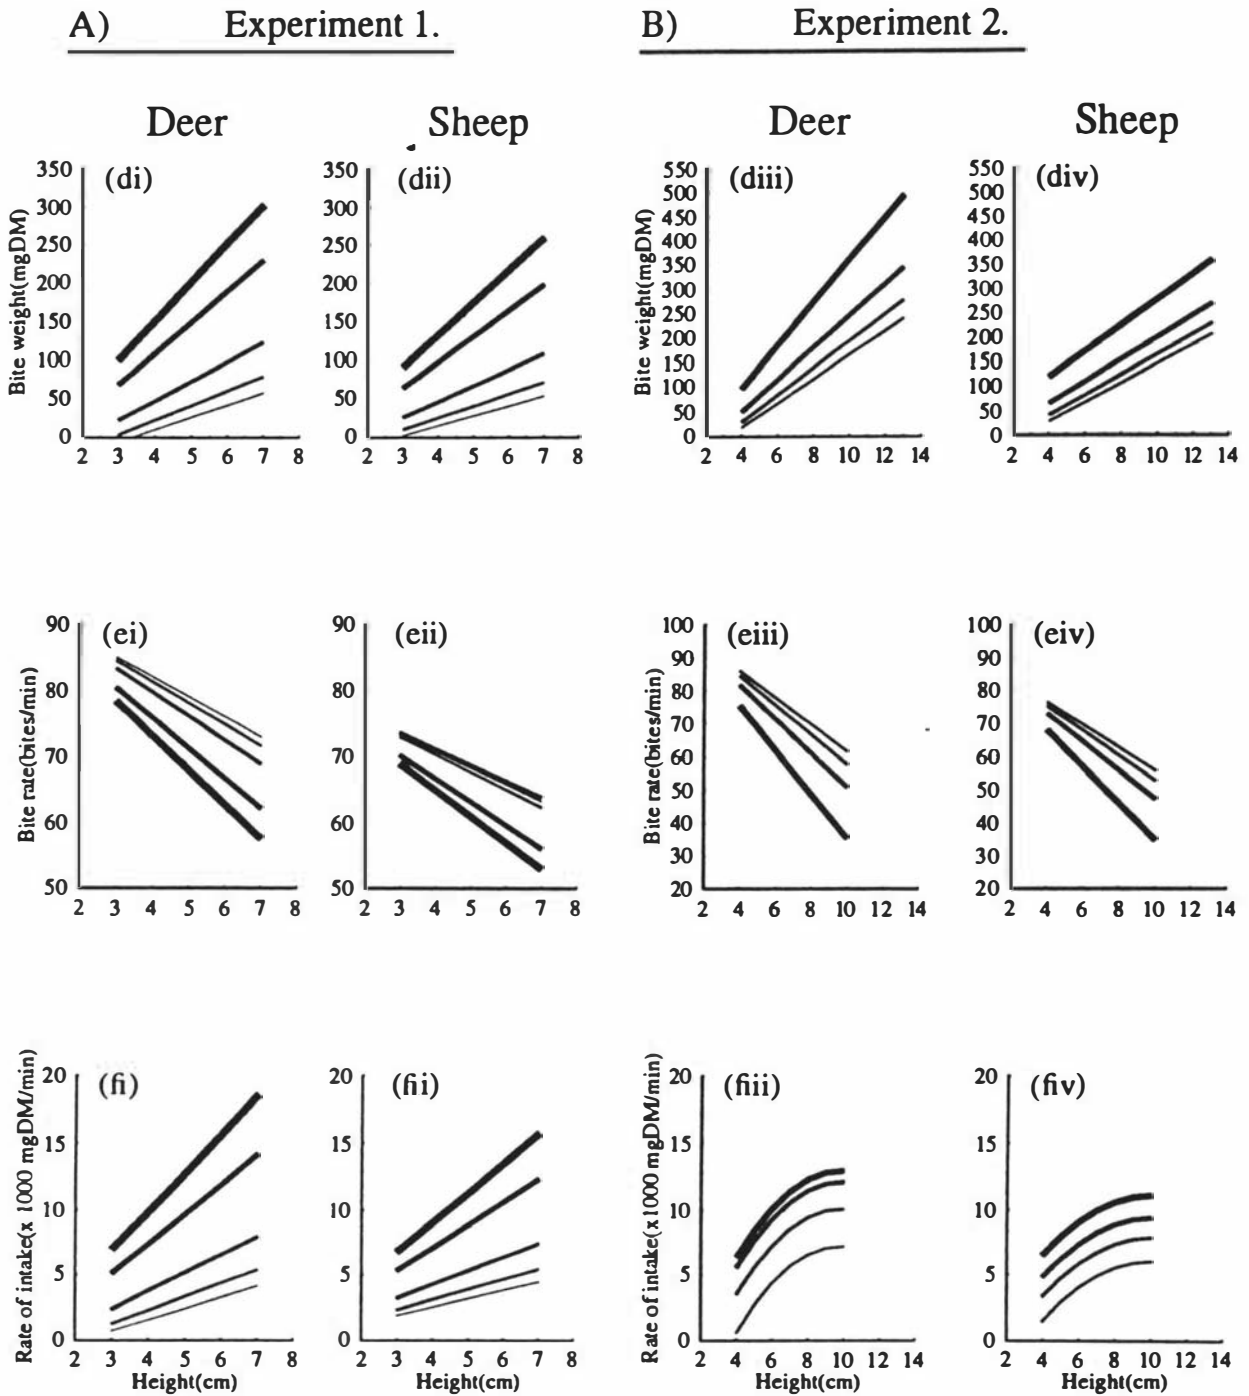 A) Experiment 1.
B) Experiment 2.
Deer
Sheep
Deer
Sheep
Bite weight(mgDM)
350
300
250
200
150
100
50
0
(di)
2 3 4 5 6 7 8
350
300
250
200
150
100
50
0
(dii)
2 3 4 5 6 7 8
Bite weight(mgDM)
550
500
450
400
350
300
250
200
150
100
50
0
(diii)
2 4 6 8 10 12 14
550
500
450
400
350
300
250
200
150
100
50
0
(div)
2 4 6 8 10 12 14
Bite rate(bites/min)
90
80
70
60
50
(ei)
2 3 4 5 6 7 8
90
80
70
60
50
(eii)
2 3 4 5 6 7 8
Bite rate(bites/min)
100
90
80
70
60
50
40
30
20
(eiii)
2 4 6 8 10 12 14
100
90
80
70
60
50
40
30
20
(eiv)
2 4 6 8 10 12 14
Rate of intake(x 1000 mgDM/min)
20
15
10
5
0
(fi)
2 3 4 5 6 7 8
Height(cm)
20
15
10
5
0
(fii)
2 3 4 5 6 7 8
Height(cm)
Rate of intake(x1000 mgDM/min)
20
15
10
5
0
(fiii)
2 4 6 8 10 12 14
Height(cm)
20
15
10
5
0
(fiv)
2 4 6 8 10 12 14
Height(cm)